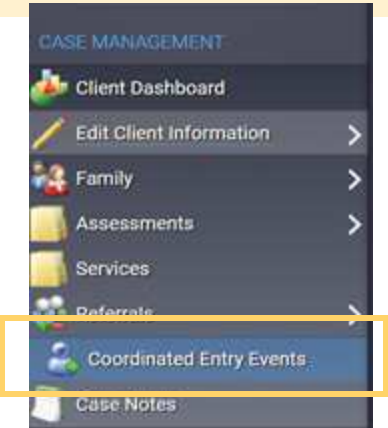 CASE MANAGEMENT
Client Dashboard
Edit Client Information
Family
Assessments
Services
Referrals
Coordinated Entry Events
Case Notes